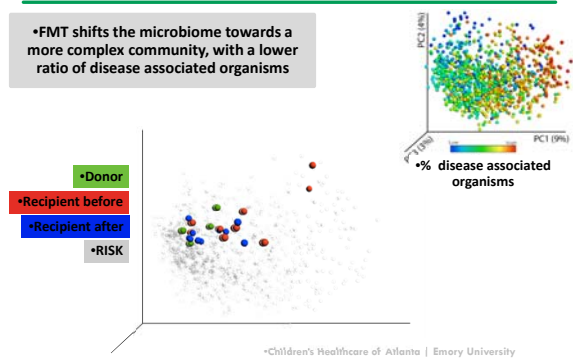 •FMT shifts the microbiome towards a
more complex community, with a lower
ratio of disease associated organisms
PC2 (4%)
PC1 (9%)
•% disease associated
organisms
•Donor
•Recipient before
•Recipient after
•RISK
•Children's Healthcare of Atlanta | Emory University